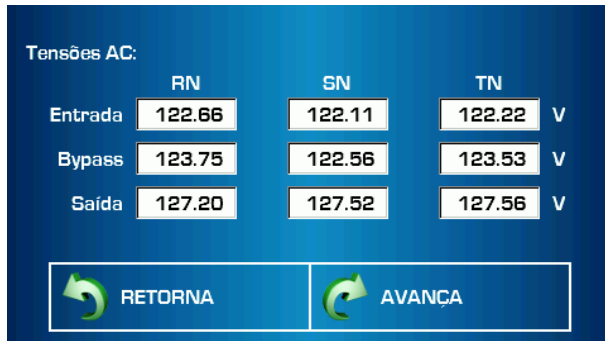 Tensões AC:
RN SN TN
Entrada 122.66 122.11 122.22 V
Bypass 123.75 122.56 123.53 V
Saída 127.20 127.52 127.56 V
RETORNA AVANÇA